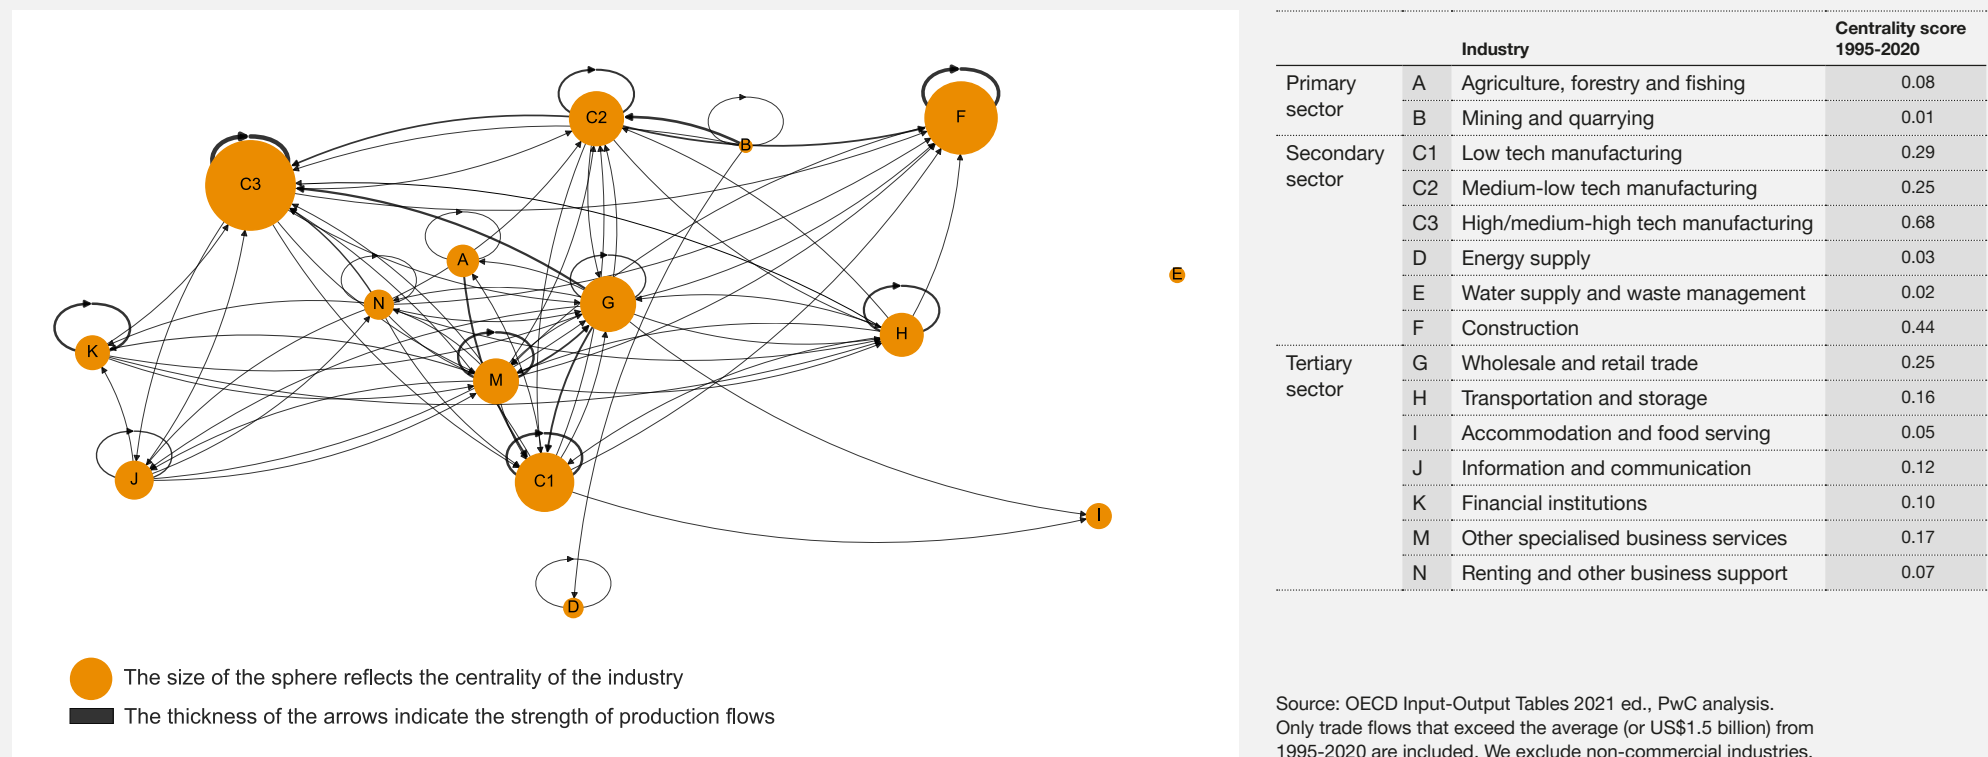 C2
B
F
C3
A
N
G
E
K
H
M
J
C1
I
D
The size of the sphere reflects the centrality of the industry
The thickness of the arrows indicate the strength of production flows
Industry Centrality score 1995-2020
Primary sector
A Agriculture, forestry and fishing 0.08
B Mining and quarrying 0.01
Secondary sector
C1 Low tech manufacturing 0.29
C2 Medium-low tech manufacturing 0.25
C3 High/medium-high tech manufacturing 0.68
D Energy supply 0.03
E Water supply and waste management 0.02
F Construction 0.44
Tertiary sector
G Wholesale and retail trade 0.25
H Transportation and storage 0.16
I Accommodation and food serving 0.05
J Information and communication 0.12
K Financial institutions 0.10
M Other specialised business services 0.17
N Renting and other business support 0.07
Source: OECD Input-Output Tables 2021 ed., PwC analysis.
Only trade flows that exceed the average (or US$1.5 billion) from
1995-2020 are included. We exclude non-commercial industries.